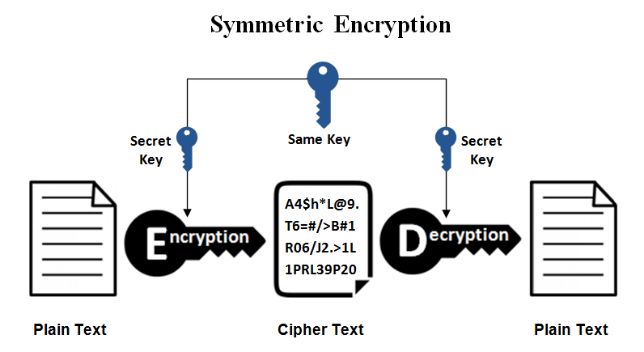 Symmetric Encryption
Secret
Key
Same Key
Secret
Key
Encryption
A4$h*L@9.
T6=#/>B#1
R06/J2.>1L
1PRL39P20
Decryption
Plain Text
Cipher Text
Plain Text